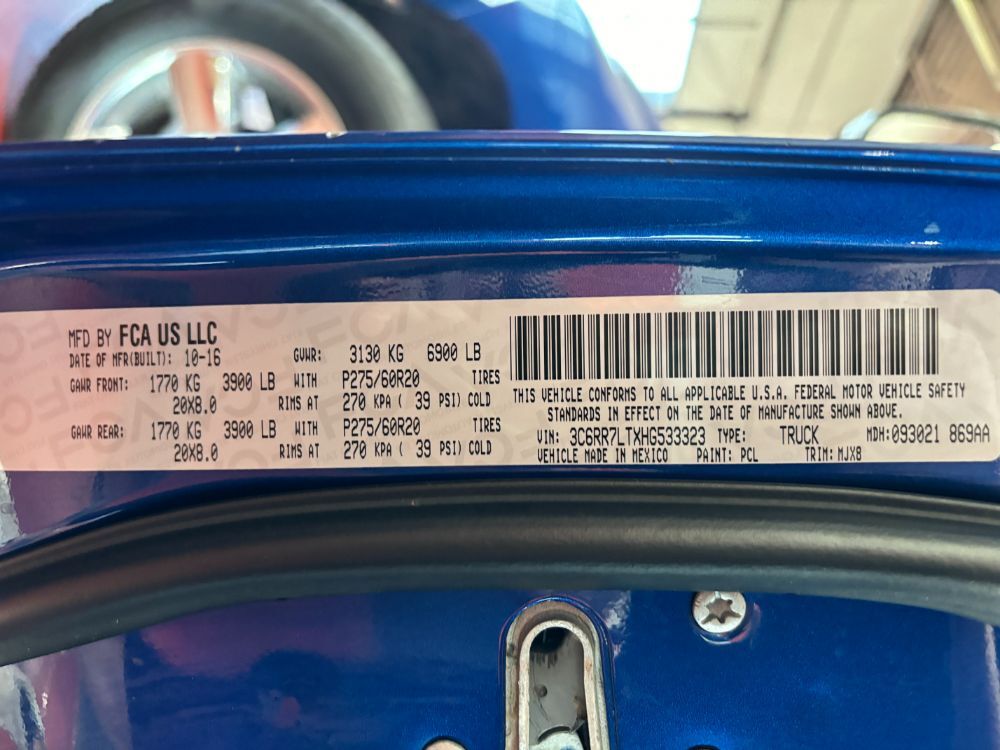 MFD BY FCA US LLC
DATE OF MFR(BUILT): 10-16 GVWR: 3130 KG 6900 LB
GAWR FRONT: 1770 KG 3900 LB WITH P275/60R20 TIRES
20X8.0 RIMS AT 270 KPA ( 39 PSI) COLD
GAWR REAR: 1770 KG 3900 LB WITH P275/60R20 TIRES
20X8.0 RIMS AT 270 KPA ( 39 PSI) COLD
THIS VEHICLE CONFORMS TO ALL APPLICABLE U.S.A. FEDERAL MOTOR VEHICLE SAFETY
STANDARDS IN EFFECT ON THE DATE OF MANUFACTURE SHOWN ABOVE.
VIN: 3C6RR7LTXHG533323 TYPE: TRUCK MDH:093021 869AA
VEHICLE MADE IN MEXICO PAINT: PCL TRIM: MJX8